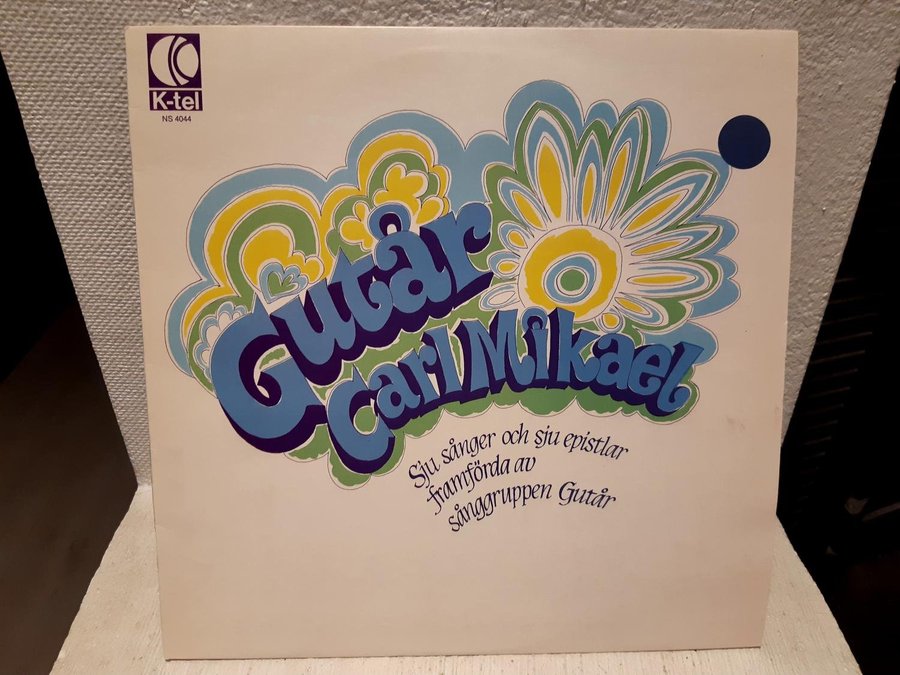 K-tel
NS 4044
Gutår
Carl Mikael
Sju sånger och sju epistlar
framförda av
sånggruppen Gutår